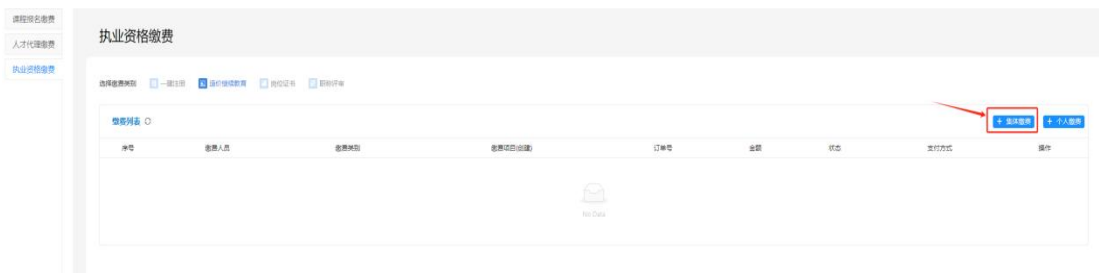 课程报名缴费
人才代理缴费
执业资格缴费
执业资格缴费
选择缴费类别 一建注册 造价继续教育 岗位证书 职称评审
缴费列表
+ 集体缴费 + 个人缴费
序号 缴费人员 缴费类别 缴费项目(创建) 订单号 金额 状态 支付方式 操作
No Data